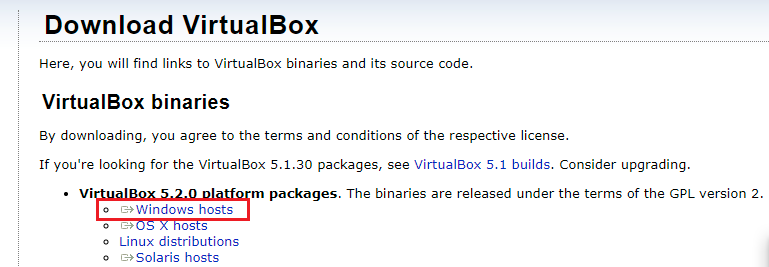 Download VirtualBox
Here, you will find links to VirtualBox binaries and its source code.
VirtualBox binaries
By downloading, you agree to the terms and conditions of the respective license.
If you're looking for the VirtualBox 5.1.30 packages, see VirtualBox 5.1 builds. Consider upgrading.
VirtualBox 5.2.0 platform packages. The binaries are released under the terms of the GPL version 2.
Windows hosts
OS X hosts
Linux distributions
Solaris hosts